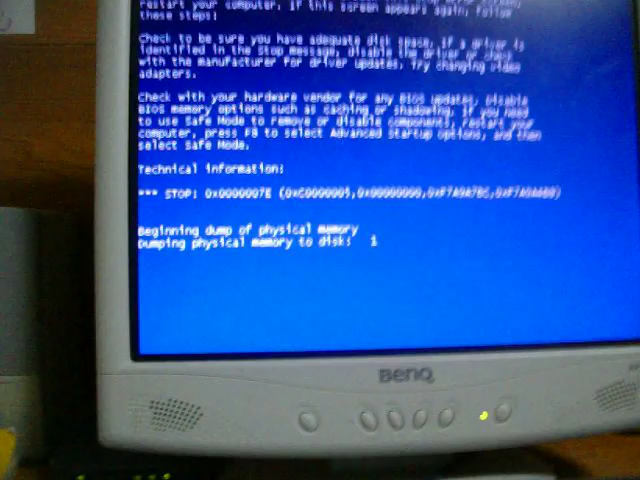 restart your computer. If this screen appears again, follow
these steps:
Check to be sure you have adequate disk space. If a driver is
identified in the Stop message, disable the driver or check
with the manufacturer for driver updates. Try changing video
adapters.
Check with your hardware vendor for any BIOS updates. Disable
BIOS memory options such as caching or shadowing. If you need
to use Safe Mode to remove or disable components, restart your
computer, press F8 to select Advanced Startup Options, and then
select Safe Mode.
Technical information:
*** STOP: 0x0000007E (0xC0000005,0x00000000,
Beginning dump of physical memory
Dumping physical memory to disk: 1
BenQ